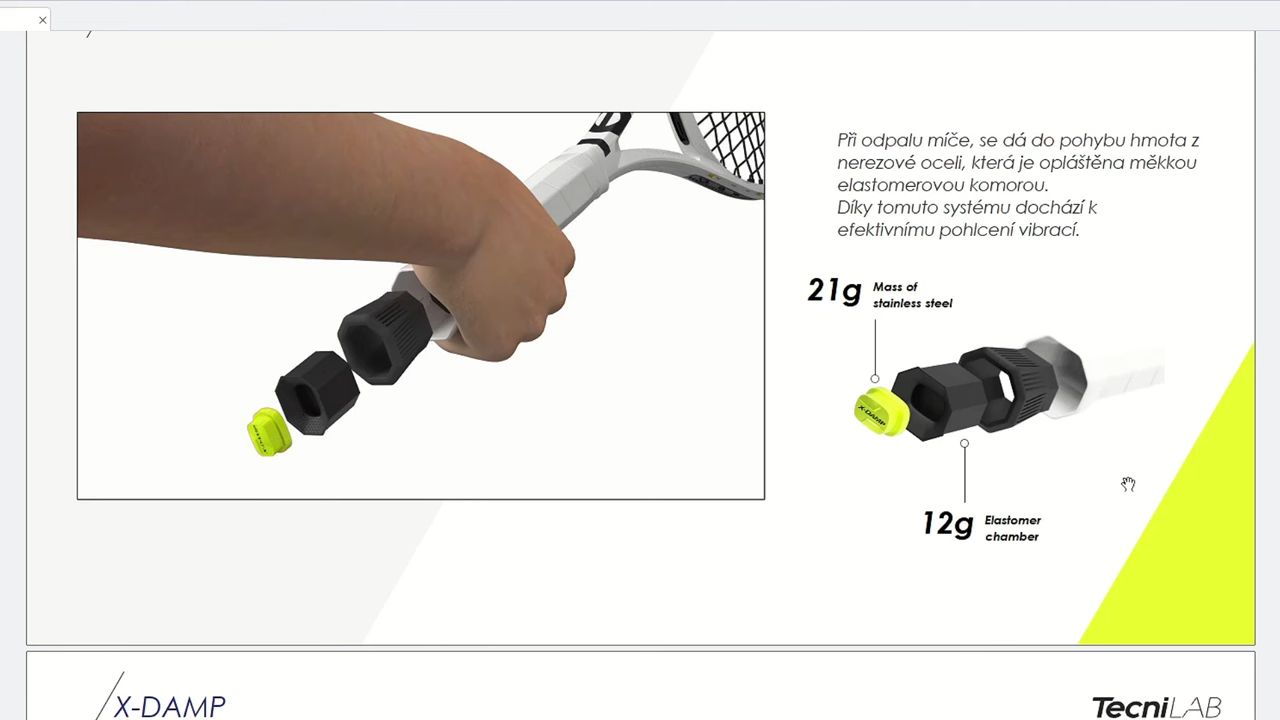 Při odpalu míče, se dá do pohybu hmota z
nerezové oceli, která je opláštěna měkkou
elastomerovou komorou.
Díky tomuto systému dochází k
efektivnímu pohlcení vibrací.
21g Mass of
stainless steel
X-DAMP
X-DAMP
12g Elastomer
chamber
X-DAMP
TecniLAB